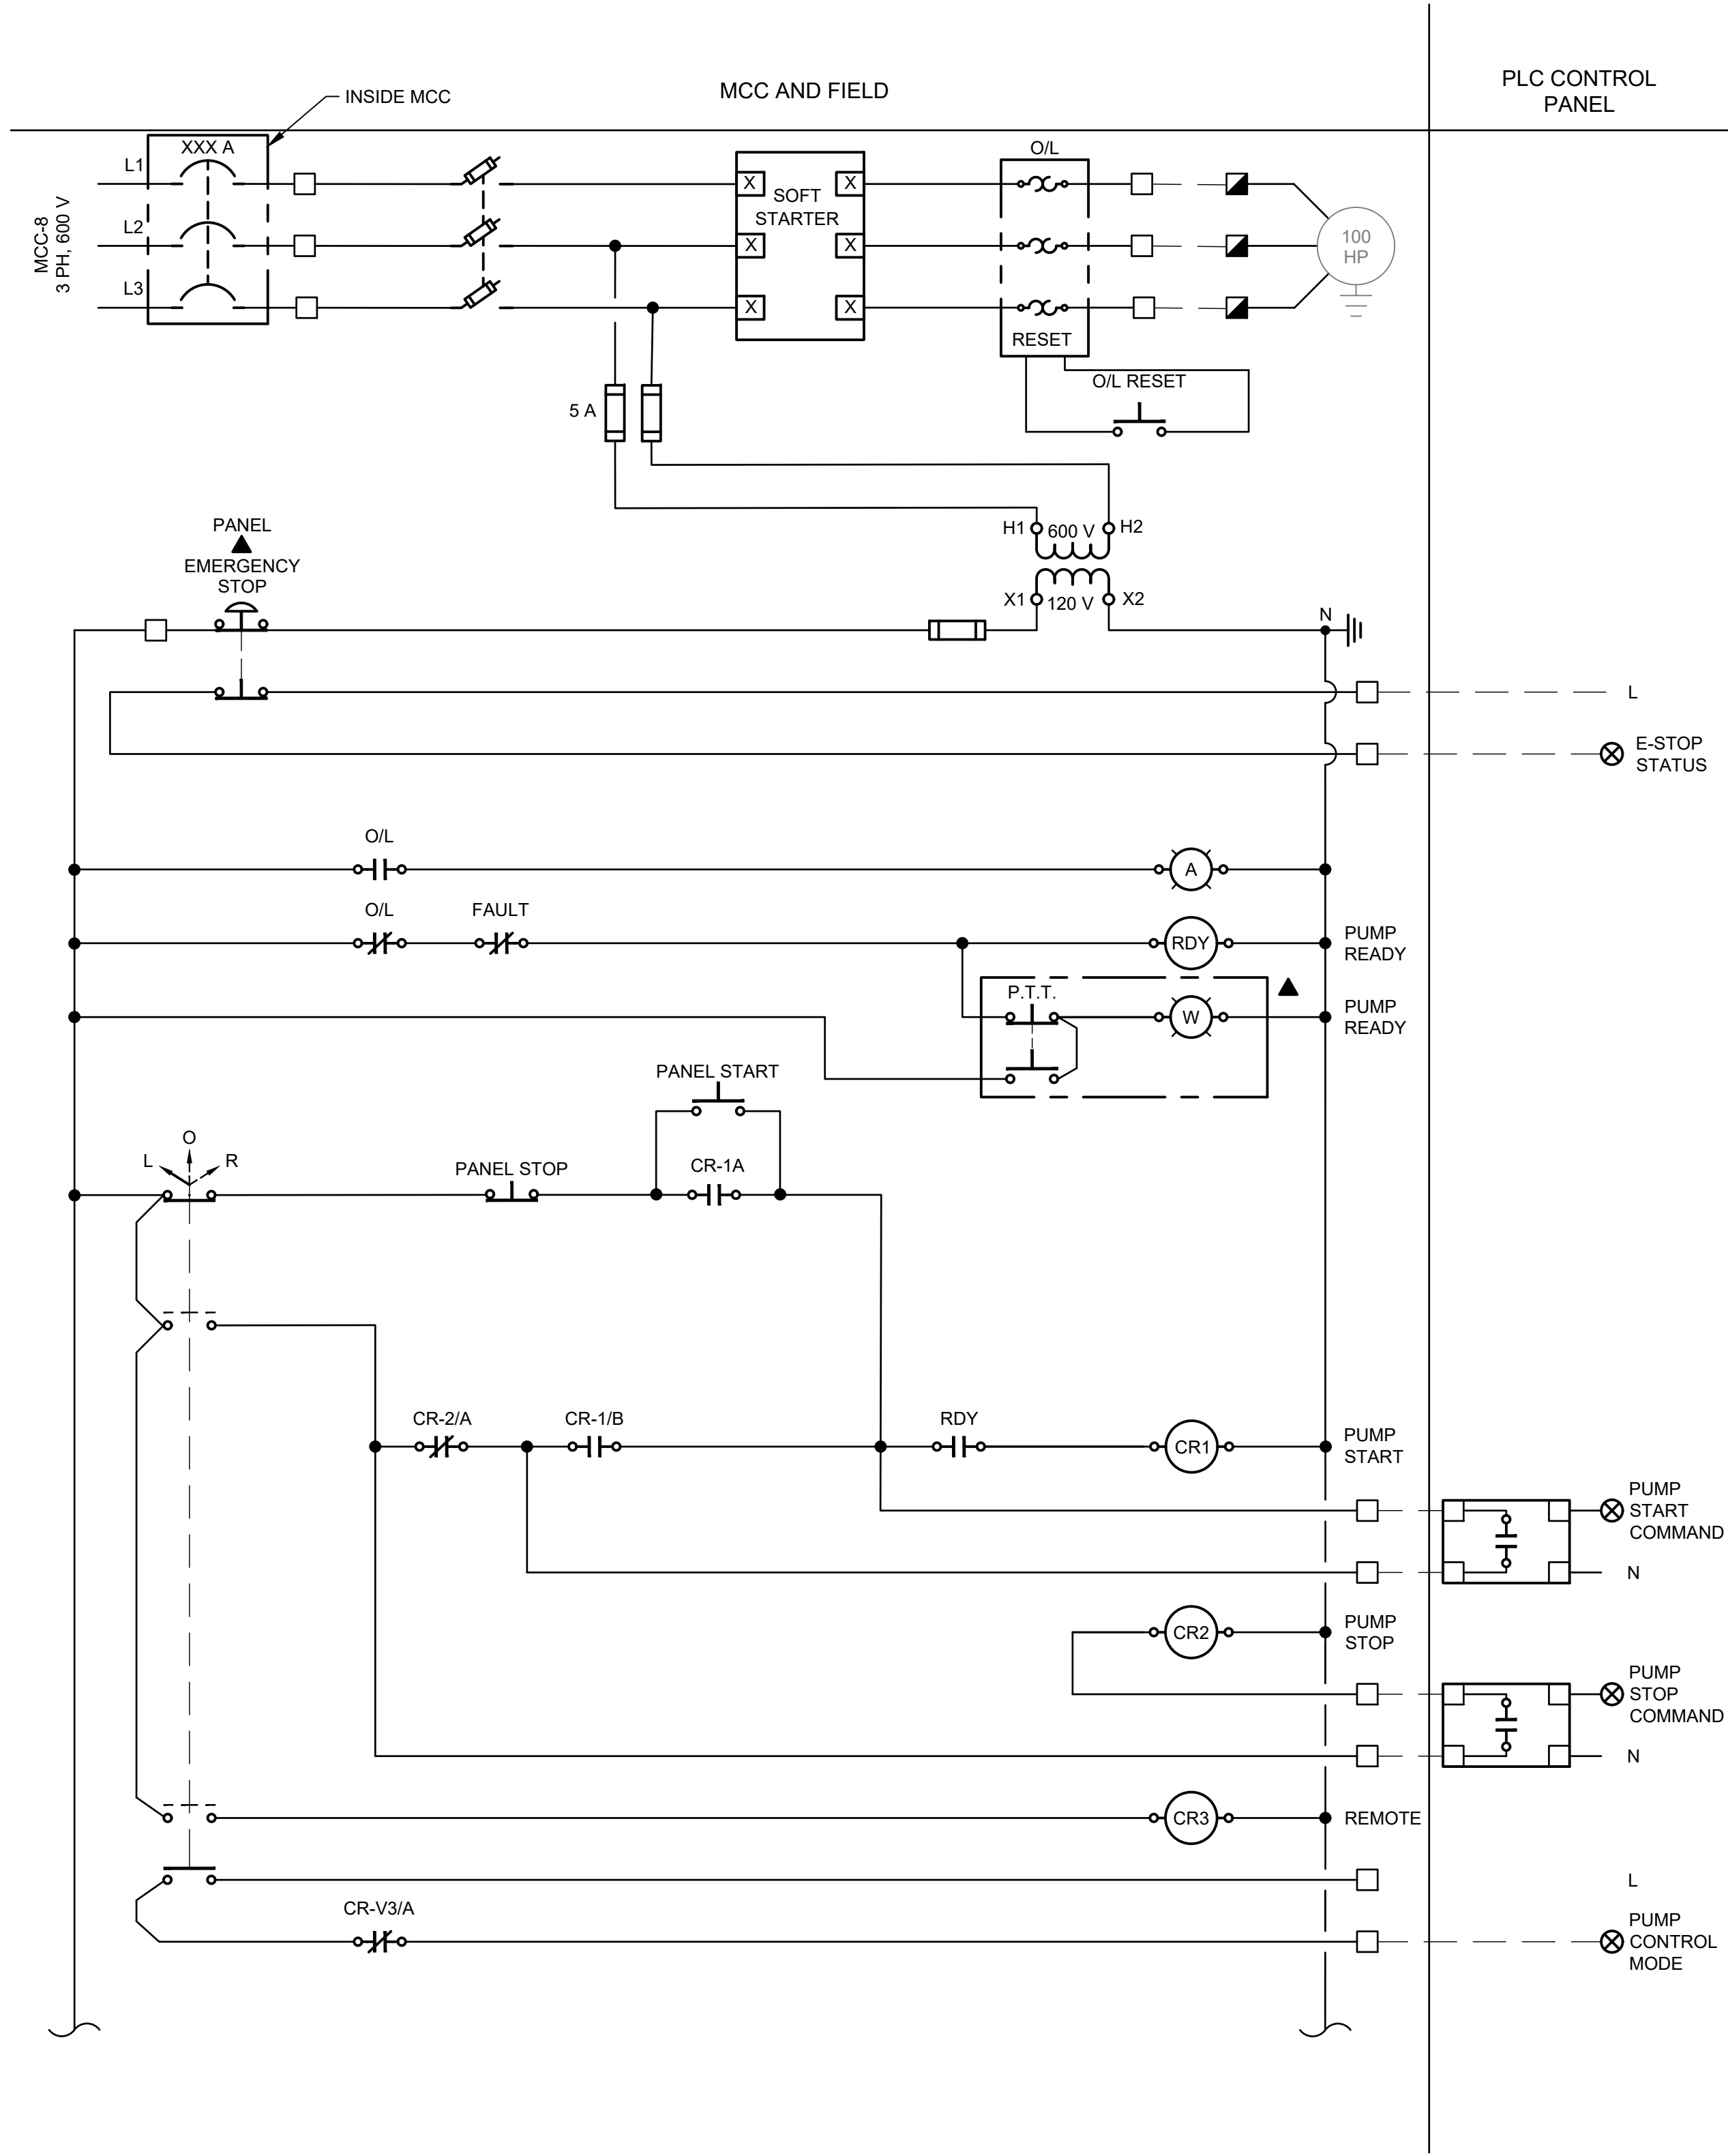 MCC AND FIELD
PLC CONTROL
PANEL
INSIDE MCC
XXX A
MCC-8
3 PH, 600 V
L1
L2
L3
X
X
X
X
X
X
SOFT
STARTER
O/L
RESET
100
HP
O/L RESET
5 A
H1
600 V
H2
X1
120 V
X2
N
PANEL
EMERGENCY
STOP
L
E-STOP
STATUS
O/L
A
O/L
FAULT
RDY
PUMP
READY
P.T.T.
W
PUMP
READY
PANEL START
L
O
R
PANEL STOP
CR-1A
CR-2/A
CR-1/B
RDY
CR1
PUMP
START
PUMP
START
COMMAND
N
CR2
PUMP
STOP
PUMP
STOP
COMMAND
N
CR3
REMOTE
L
CR-V3/A
PUMP
CONTROL
MODE